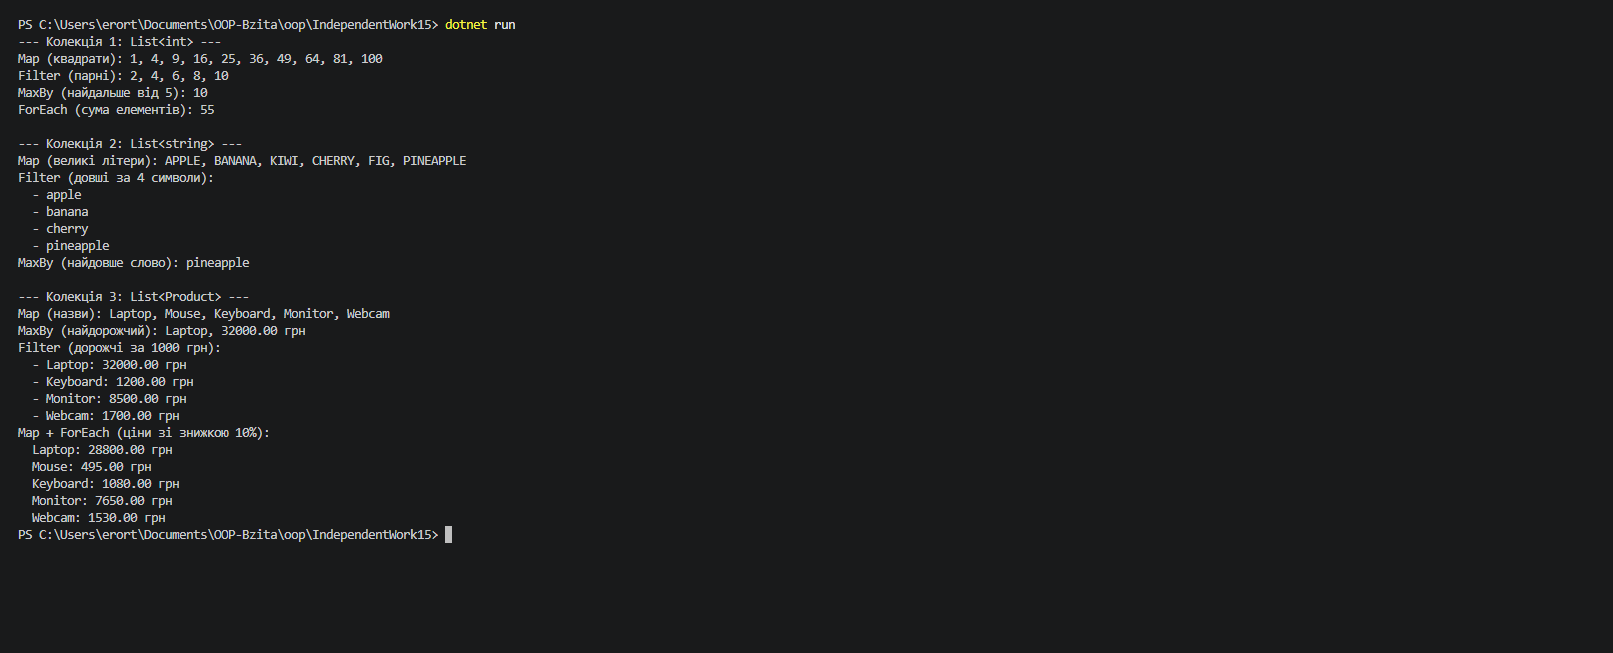 PS C:\Users\erort\Documents\OOP-Bzita\oop\IndependentWork15> dotnet run
--- Колекція 1: List<int> ---
Map (квадрати): 1, 4, 9, 16, 25, 36, 49, 64, 81, 100
Filter (парні): 2, 4, 6, 8, 10
MaxBy (найдальше від 5): 10
ForEach (сума елементів): 55

--- Колекція 2: List<string> ---
Map (великі літери): APPLE, BANANA, KIWI, CHERRY, FIG, PINEAPPLE
Filter (довші за 4 символи):
  - apple
  - banana
  - cherry
  - pineapple
MaxBy (найдовше слово): pineapple

--- Колекція 3: List<Product> ---
Map (назви): Laptop, Mouse, Keyboard, Monitor, Webcam
MaxBy (найдорожчий): Laptop, 32000.00 грн
Filter (дорожчі за 1000 грн):
  - Laptop: 32000.00 грн
  - Keyboard: 1200.00 грн
  - Monitor: 8500.00 грн
  - Webcam: 1700.00 грн
Map + ForEach (ціни зі знижкою 10%):
  Laptop: 28800.00 грн
  Mouse: 495.00 грн
  Keyboard: 1080.00 грн
  Monitor: 7650.00 грн
  Webcam: 1530.00 грн
PS C:\Users\erort\Documents\OOP-Bzita\oop\IndependentWork15>